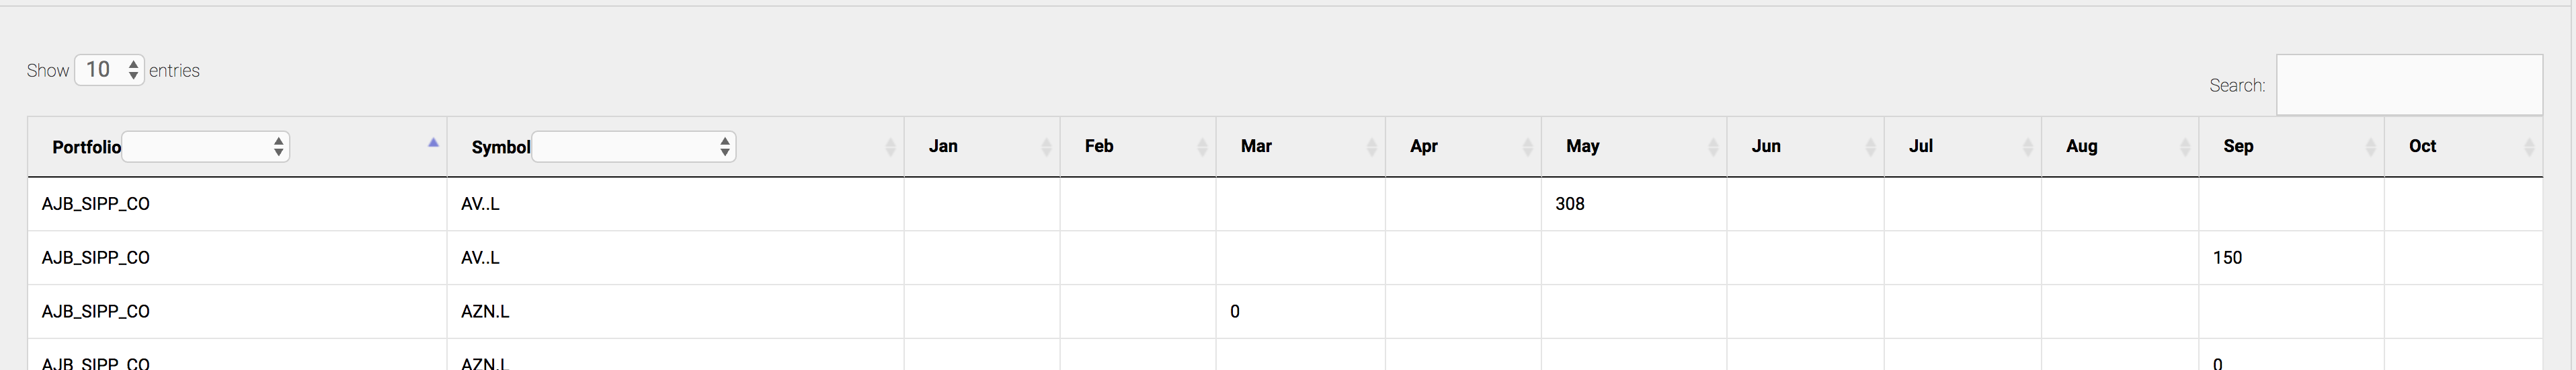 Show 10 entries
Search:
Portfolio Symbol Jan Feb Mar Apr May Jun Jul Aug Sep Oct
AJB_SIPP_CO AV..L 308
AJB_SIPP_CO AV..L 150
AJB_SIPP_CO AZN.L 0
AJB_SIPP_CO AZN.L 0